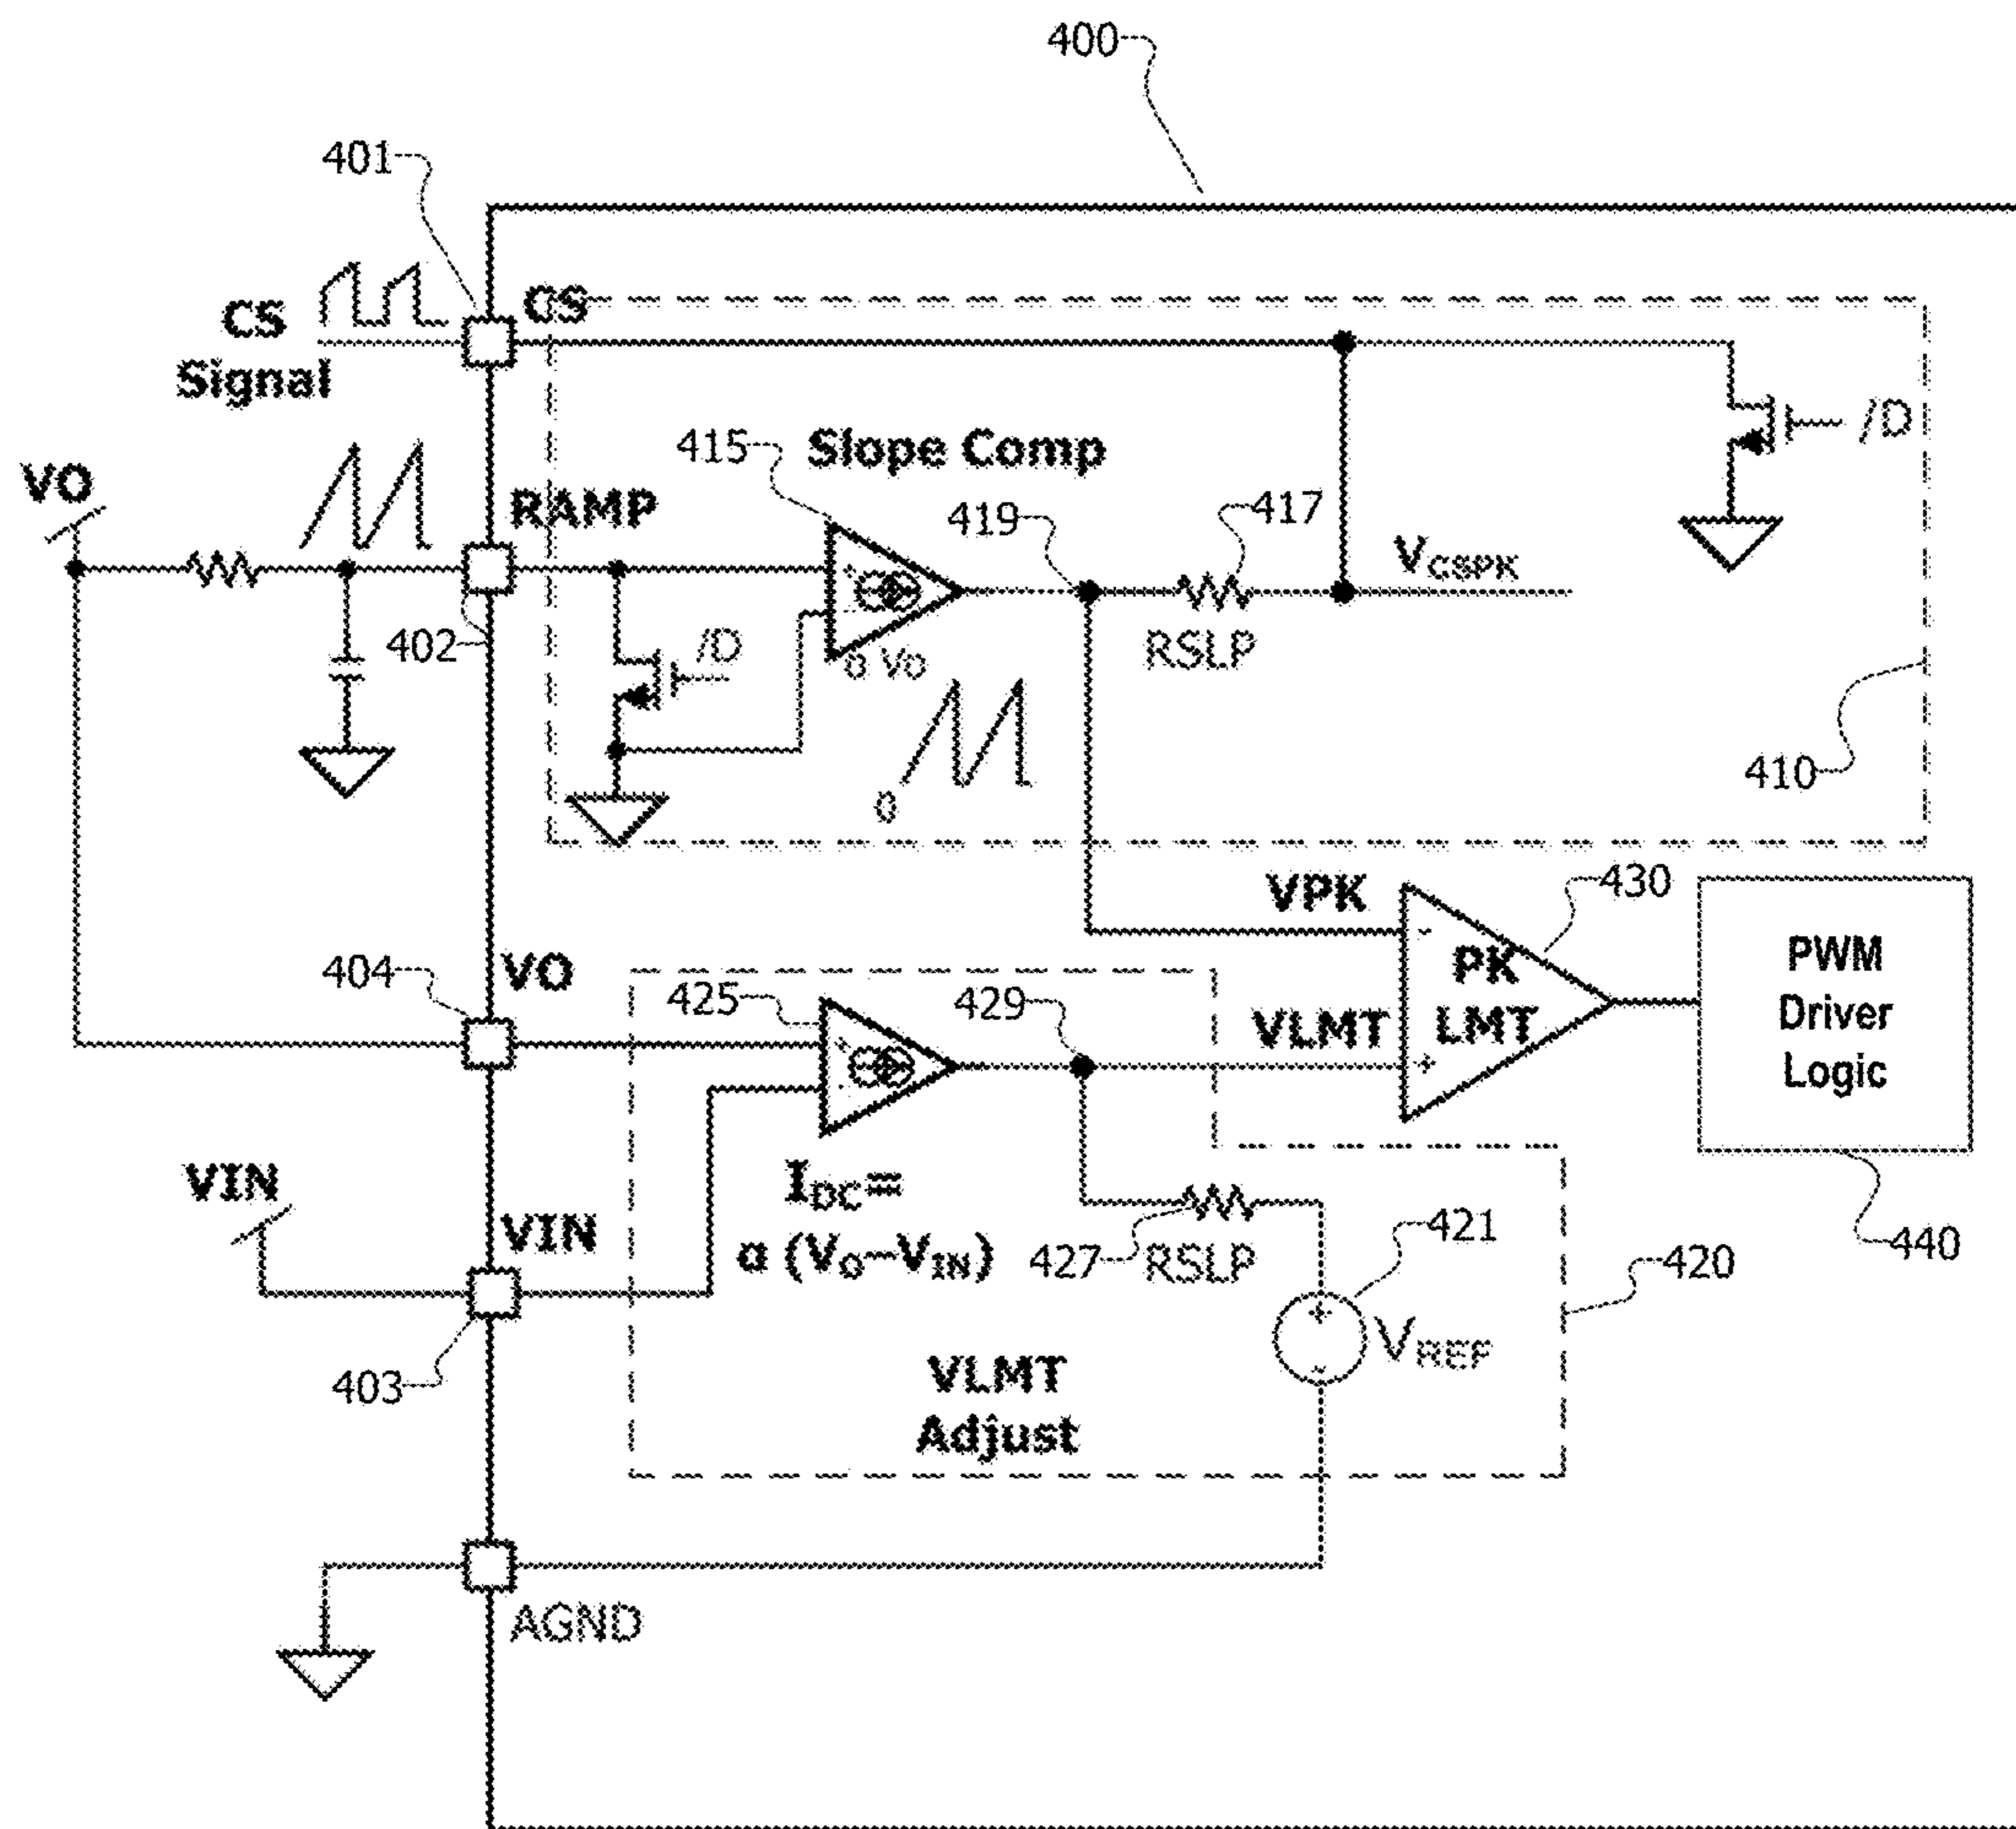 400
401
CS
Signal
CS
415
Slope Comp
VO
RAMP
419
417
/D
VCSPK
402
/D
RSLP
0
410
VPK
430
404
VO
425
429
PK
LMT
VLMT
PWM
Driver
Logic
VIN
VIN
IDC=
α (VO–VIN)
427
RSLP
421
420
440
403
VREF
VLMT
Adjust
AGND